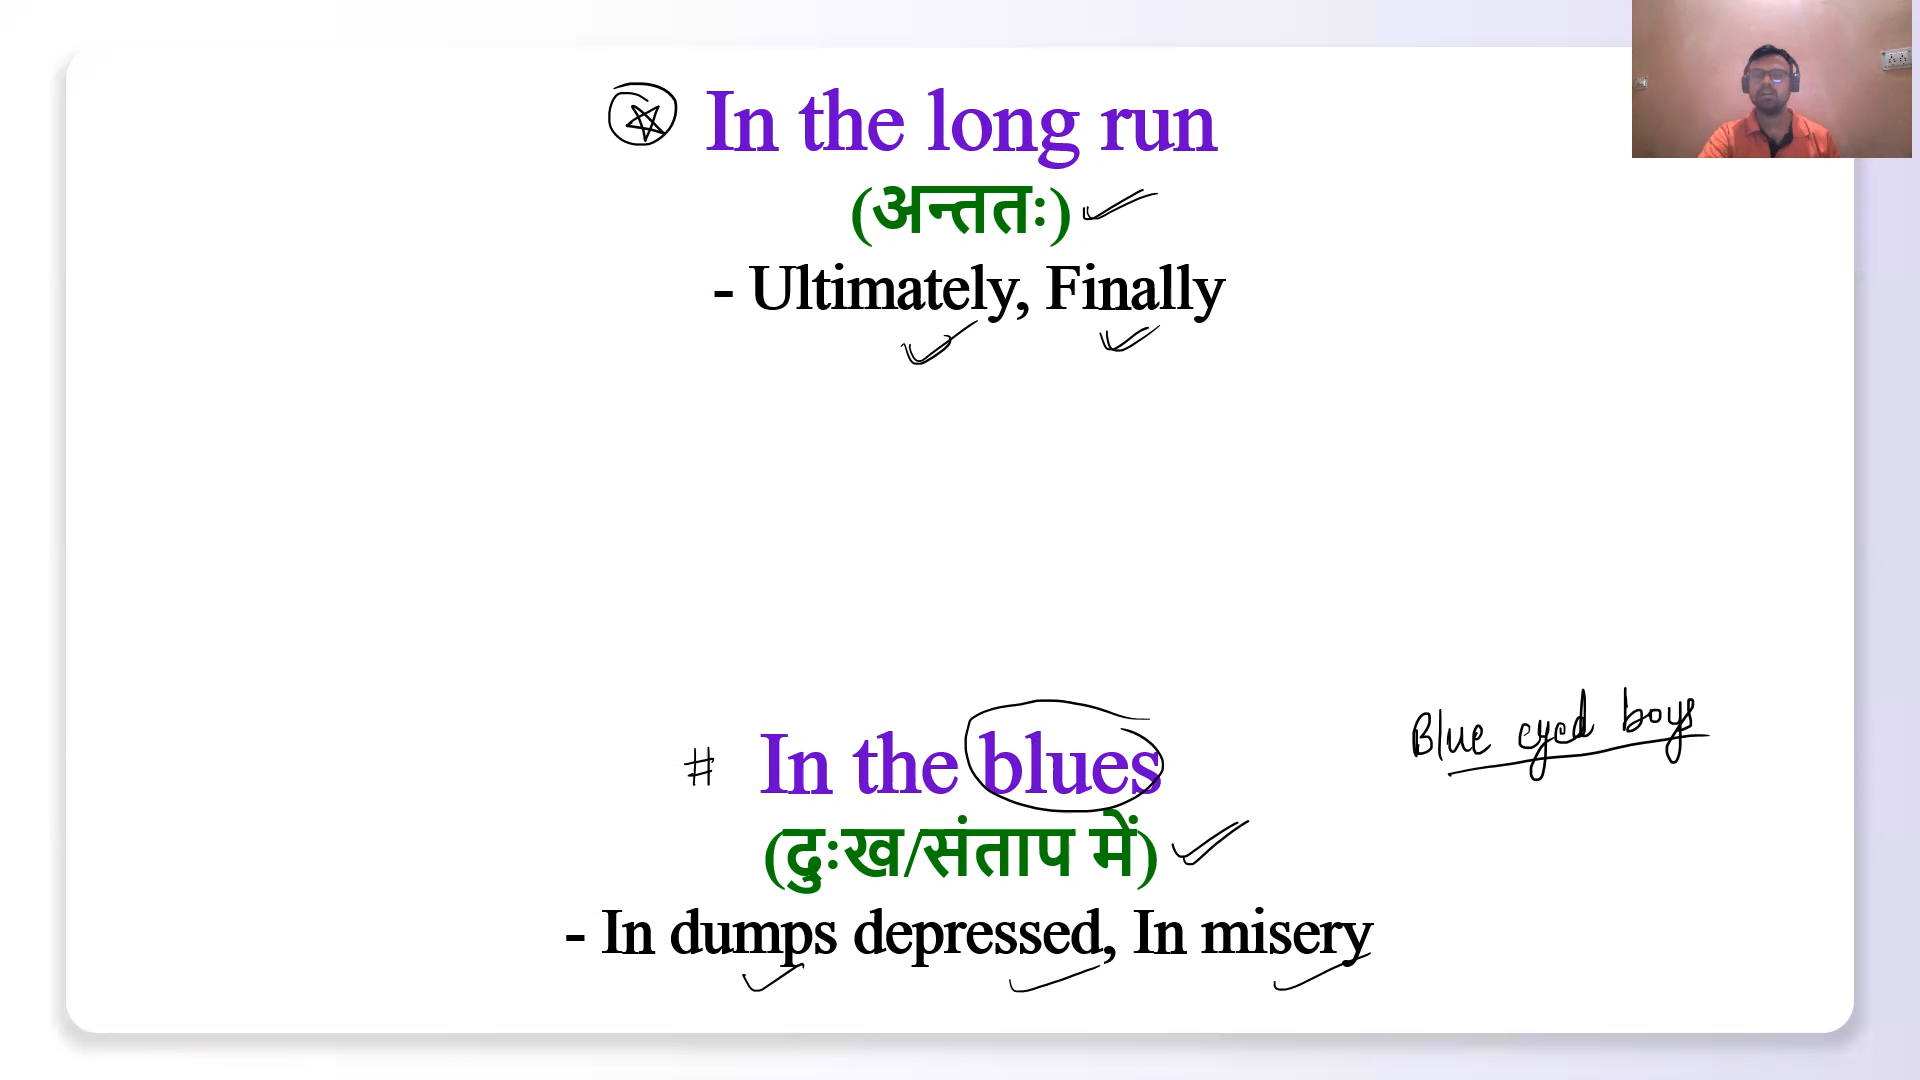 In the long run
(अन्ततः)
- Ultimately, Finally
Blue eyed boys
# In the blues
(दुःख/संताप में)
- In dumps depressed, In misery